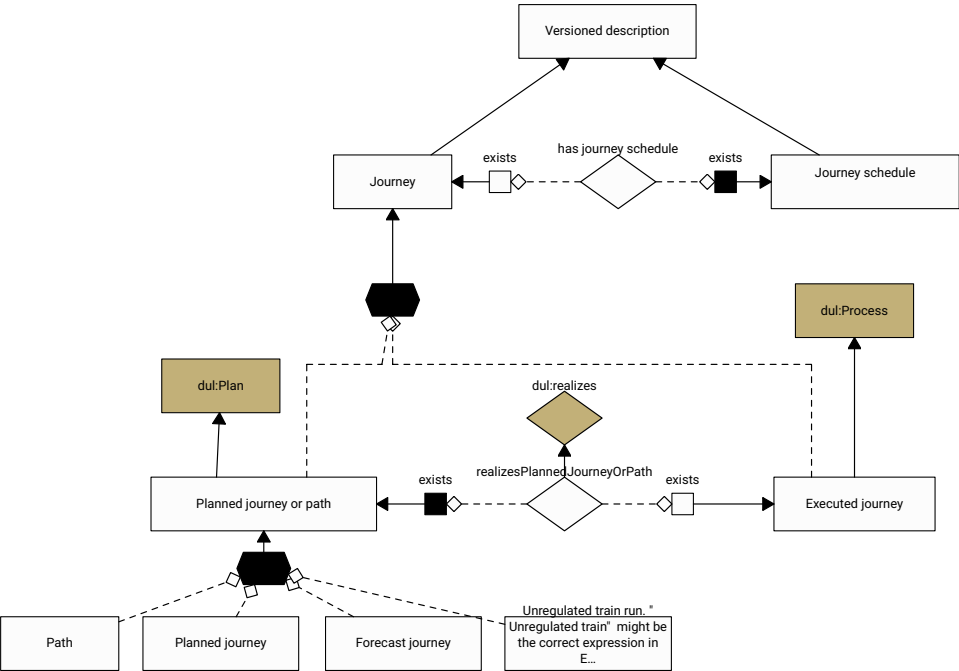 Versioned description
has journey schedule
exists
exists
Journey
Journey schedule
dul:Process
dul:Plan
dul:realizes
realizesPlannedJourneyOrPath
exists
exists
Planned journey or path
Executed journey
Path
Planned journey
Forecast journey
Unregulated train run. "
Unregulated train"  might be
the correct expression in
E...